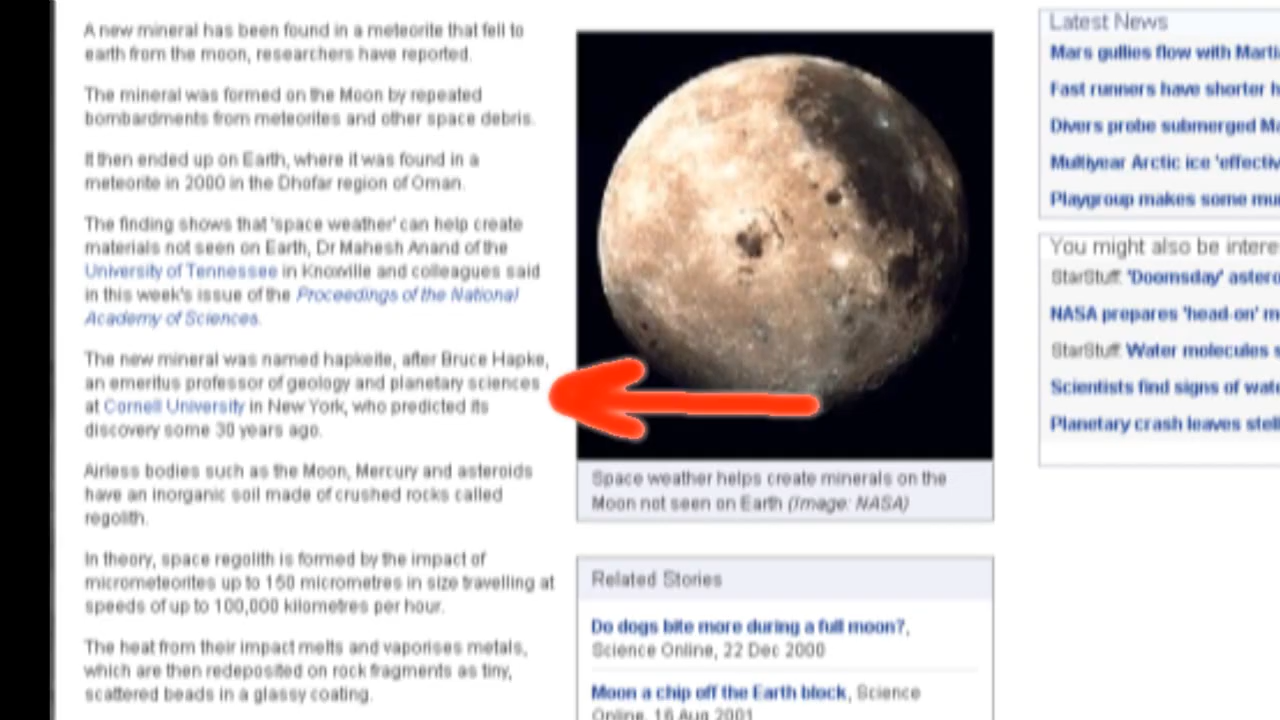 A new mineral has been found in a meteorite that fell to
earth from the moon, researchers have reported.
The mineral was formed on the Moon by repeated
bombardments from meteorites and other space debris.
It then ended up on Earth, where it was found in a
meteorite in 2000 in the Dhofar region of Oman.
The finding shows that 'space weather' can help create
materials not seen on Earth, Dr Mahesh Anand of the
University of Tennessee in Knoxville and colleagues said
in this week's issue of the Proceedings of the National
Academy of Sciences.
The new mineral was named hapkeite, after Bruce Hapke,
an emeritus professor of geology and planetary sciences
at Cornell University in New York, who predicted its
discovery some 30 years ago.
Airless bodies such as the Moon, Mercury and asteroids
have an inorganic soil made of crushed rocks called
regolith.
In theory, space regolith is formed by the impact of
micrometeorites up to 150 micrometres in size travelling at
speeds of up to 100,000 kilometres per hour.
The heat from their impact melts and vaporises metals,
which are then redeposited on rock fragments as tiny,
scattered beads in a glassy coating.
Space weather helps create minerals on the
Moon not seen on Earth (Image: NASA)
Related Stories
Do dogs bite more during a full moon?,
Science Online, 22 Dec 2000
Moon a chip off the Earth block, Science
Online, 16 Aug 2001
Latest News
Mars gullies flow with Marti
Fast runners have shorter h
Divers probe submerged Ma
Multiyear Arctic ice 'effectiv
Playgroup makes some mu
You might also be intere
StarStuff: 'Doomsday' astero
NASA prepares 'head-on' m
StarStuff: Water molecules s
Scientists find signs of wate
Planetary crash leaves stell